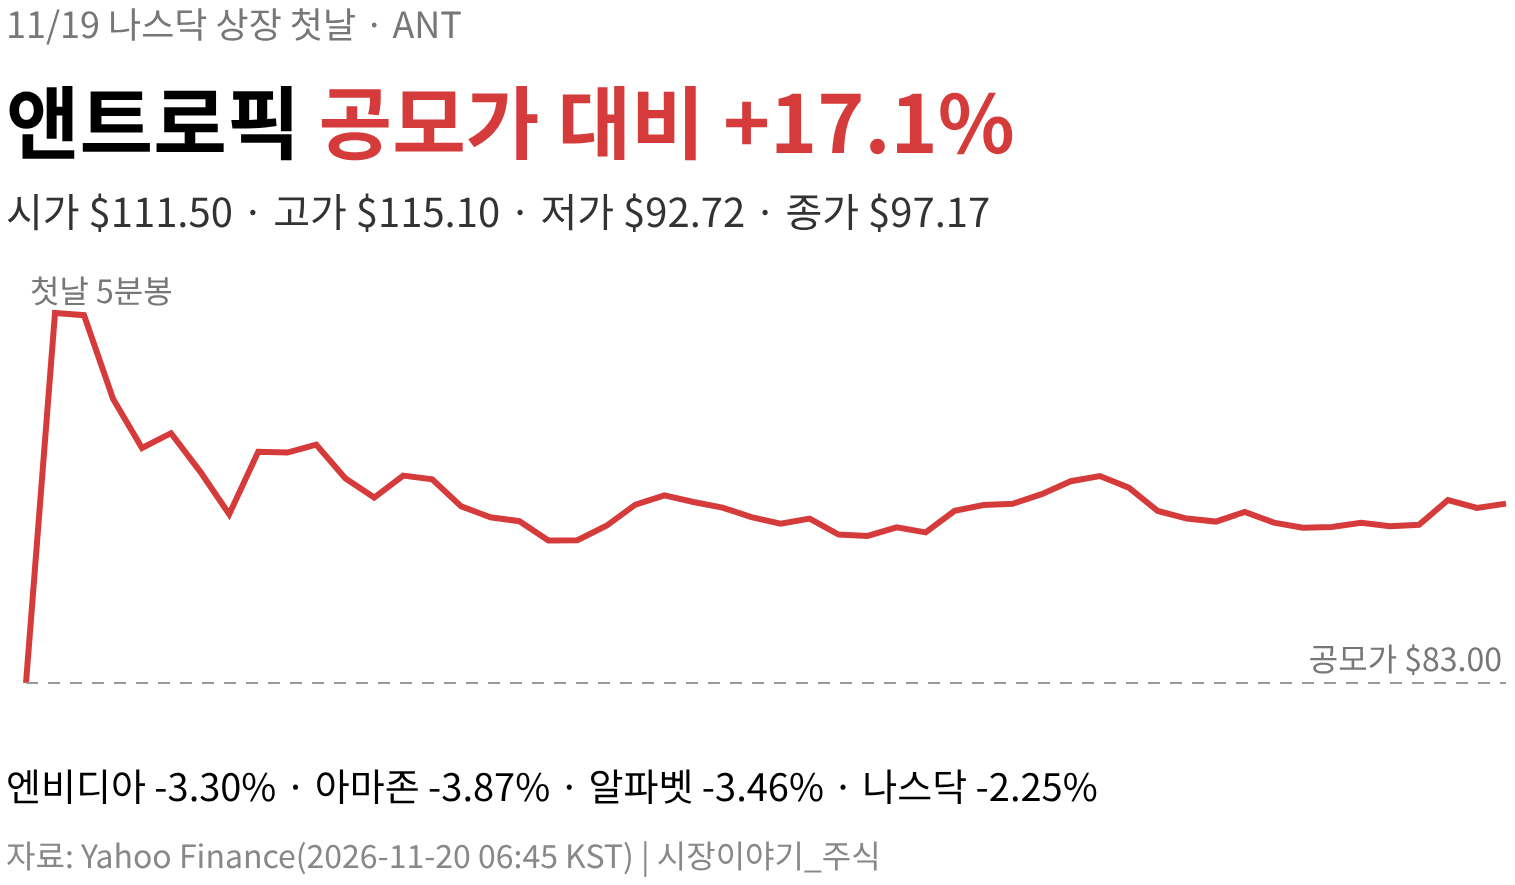 11/19 나스닥 상장 첫날 · ANT
앤트로픽 공모가 대비 +17.1%
시가 $111.50 · 고가 $115.10 · 저가 $92.72 · 종가 $97.17
첫날 5분봉
공모가 $83.00
엔비디아 -3.30% · 아마존 -3.87% · 알파벳 -3.46% · 나스닥 -2.25%
자료: Yahoo Finance(2026-11-20 06:45 KST) | 시장이야기_주식